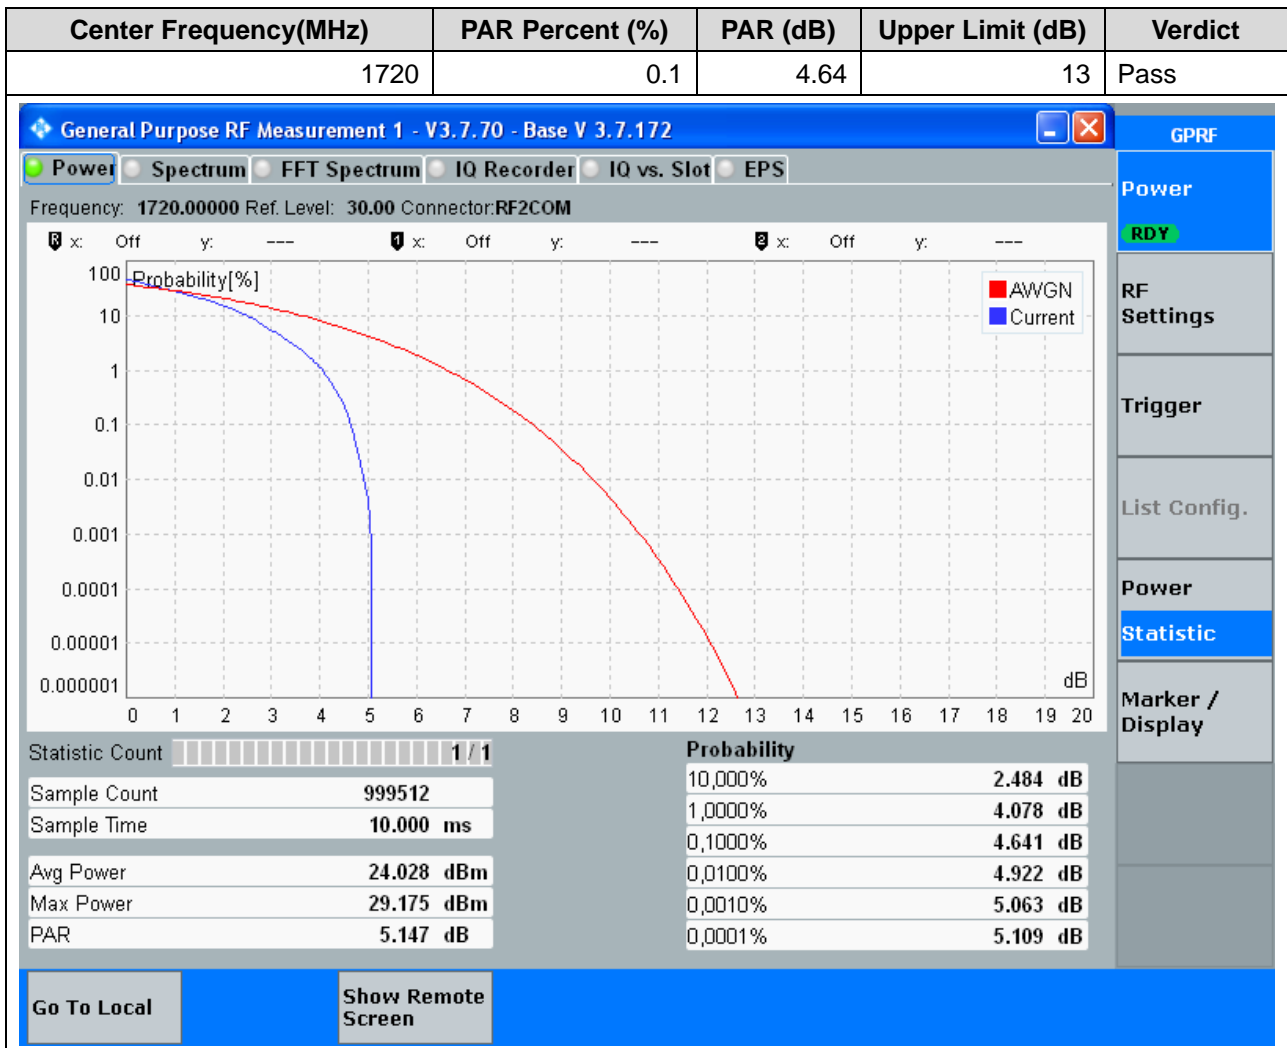 Center Frequency(MHz) PAR Percent (%) PAR (dB) Upper Limit (dB) Verdict
1720 0.1 4.64 13 Pass
General Purpose RF Measurement 1 - V3.7.70 - Base V 3.7.172
GPRF
Power Spectrum FFT Spectrum IQ Recorder IQ vs. Slot EPS
Power
RDY
Frequency: 1720.00000 Ref. Level: 30.00 Connector:RF2COM
R x: Off y: --- 1 x: Off y: --- 2 x: Off y: ---
Probability[%]
AWGN
Current
100
10
1
0.1
0.01
0.001
0.0001
0.00001
0.000001
dB
0 1 2 3 4 5 6 7 8 9 10 11 12 13 14 15 16 17 18 19 20
RF
Settings
Trigger
List Config.
Power
Statistic
Marker /
Display
Statistic Count 1 / 1
Sample Count 999512
Sample Time 10.000 ms
Avg Power 24.028 dBm
Max Power 29.175 dBm
PAR 5.147 dB
Probability
10,000% 2.484 dB
1,0000% 4.078 dB
0,1000% 4.641 dB
0,0100% 4.922 dB
0,0010% 5.063 dB
0,0001% 5.109 dB
Go To Local
Show Remote
Screen